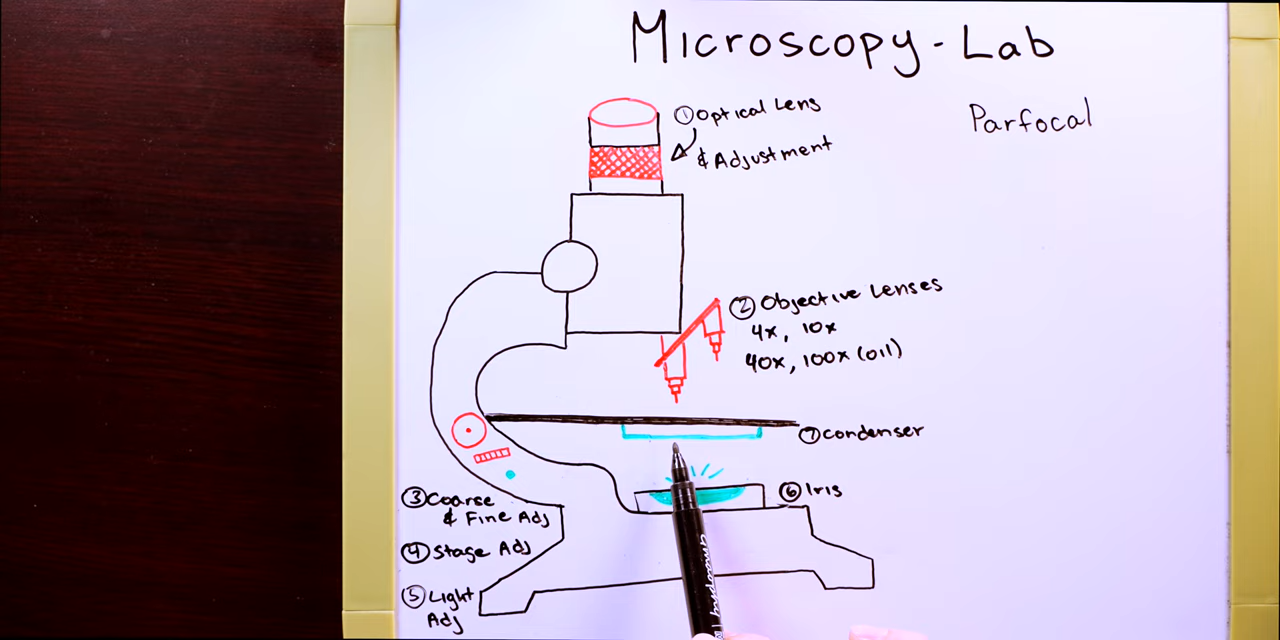 Microscopy - Lab
Parfocal
① Optical Lens
& Adjustment
② Objective Lenses
4x, 10x
40x, 100x (oil)
⑦ Condenser
⑥ Iris
③ Coarse
& Fine Adj
④ Stage Adj
⑤ Light
Adj